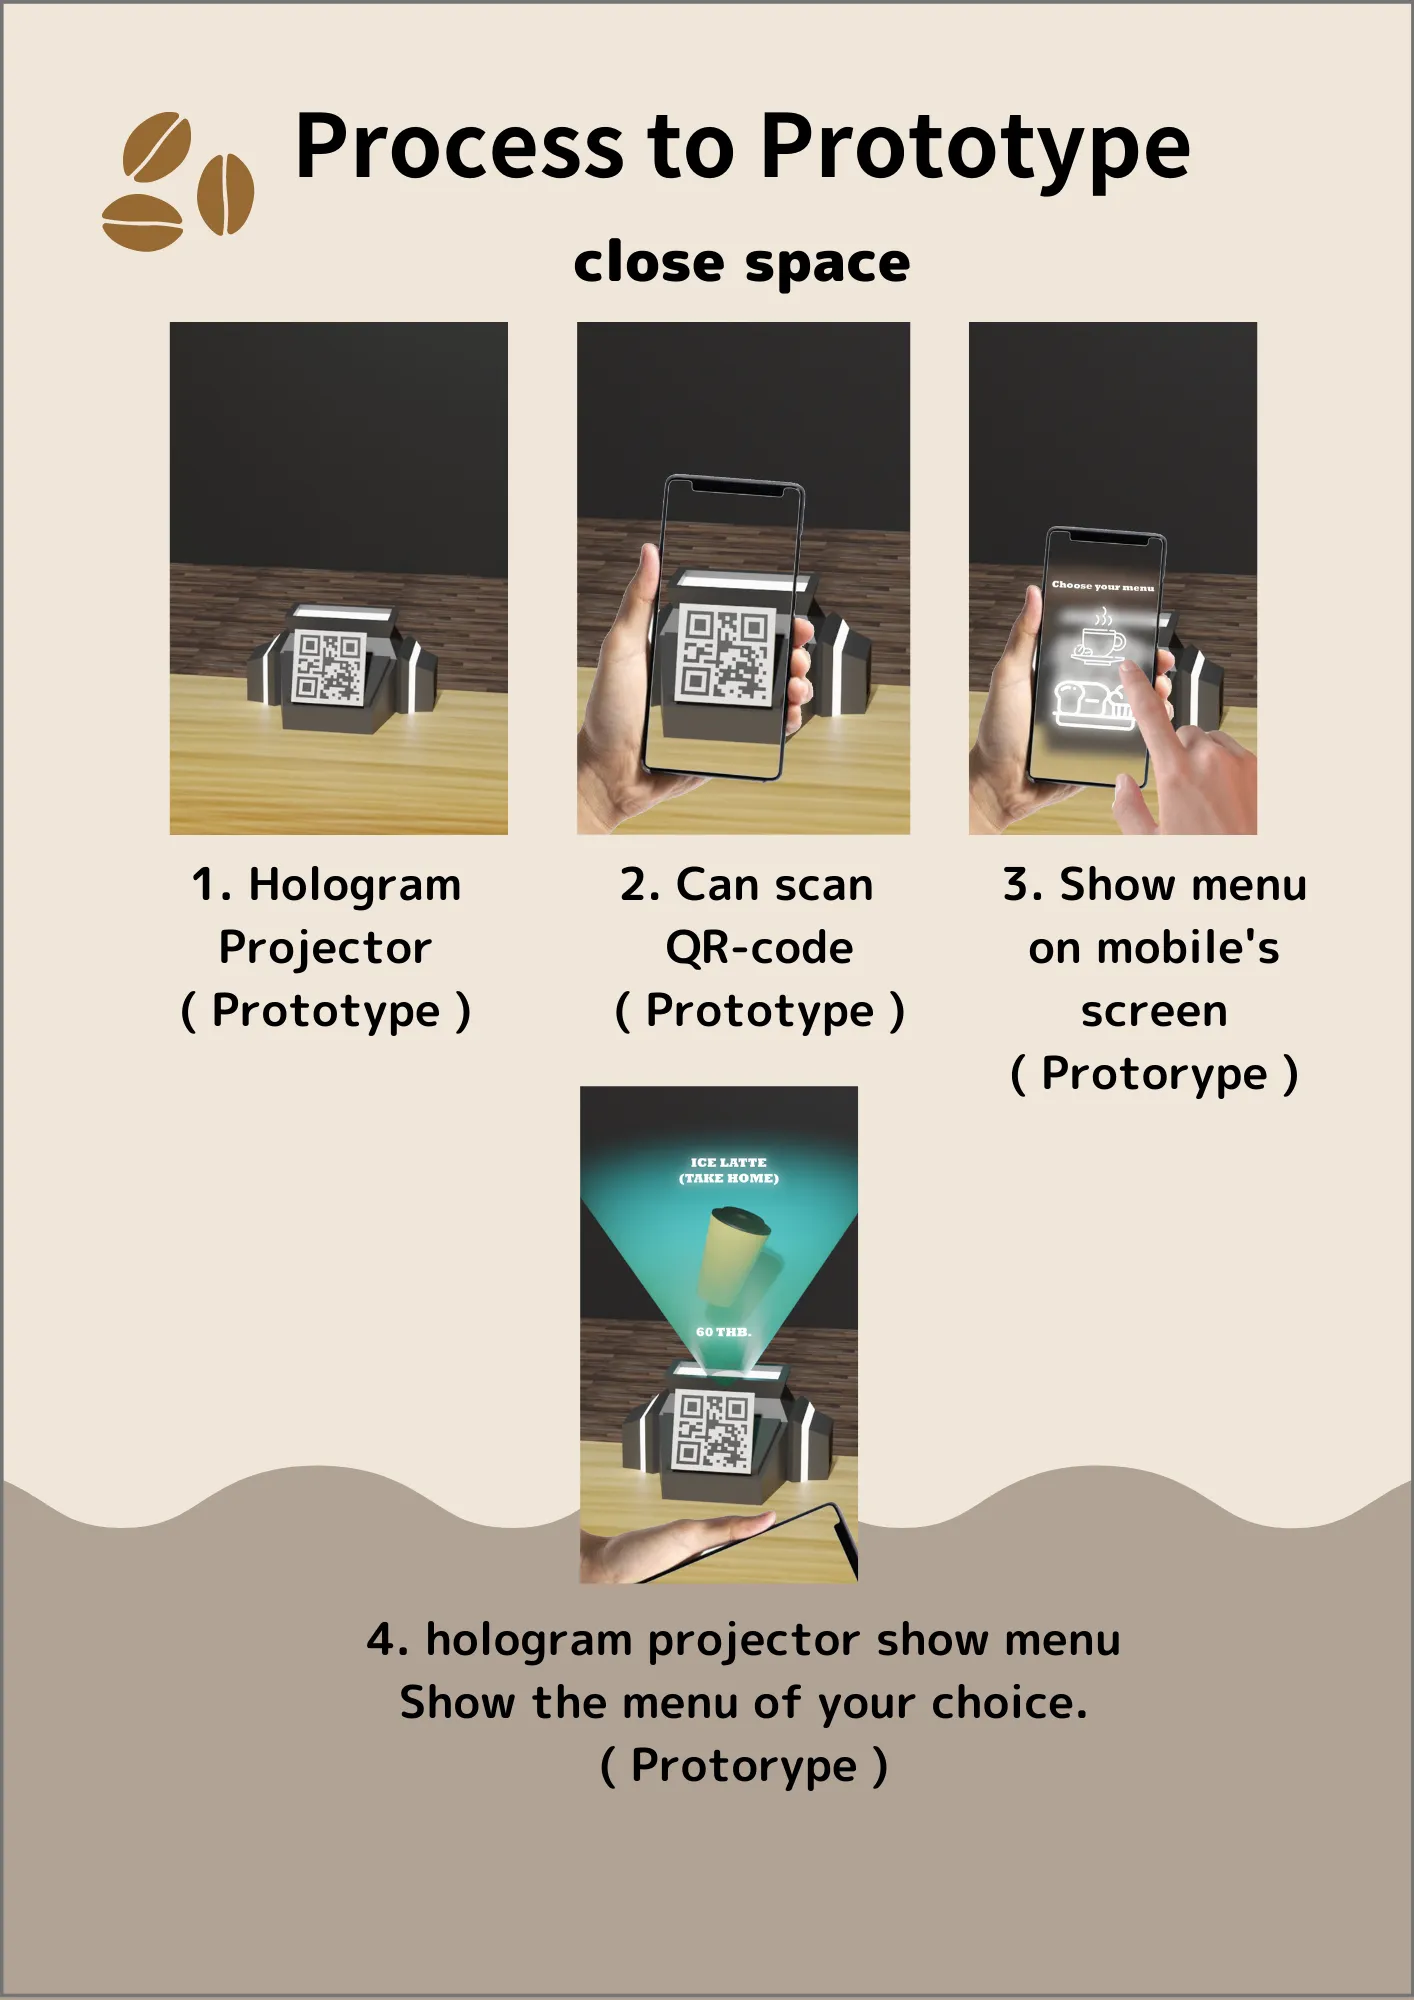 Process to Prototype
close space
Choose your menu
1. Hologram
Projector
( Prototype )
2. Can scan
QR-code
( Prototype )
3. Show menu
on mobile's
screen
( Protorype )
ICE LATTE
(TAKE HOME)
60 THB.
4. hologram projector show menu
Show the menu of your choice.
( Protorype )